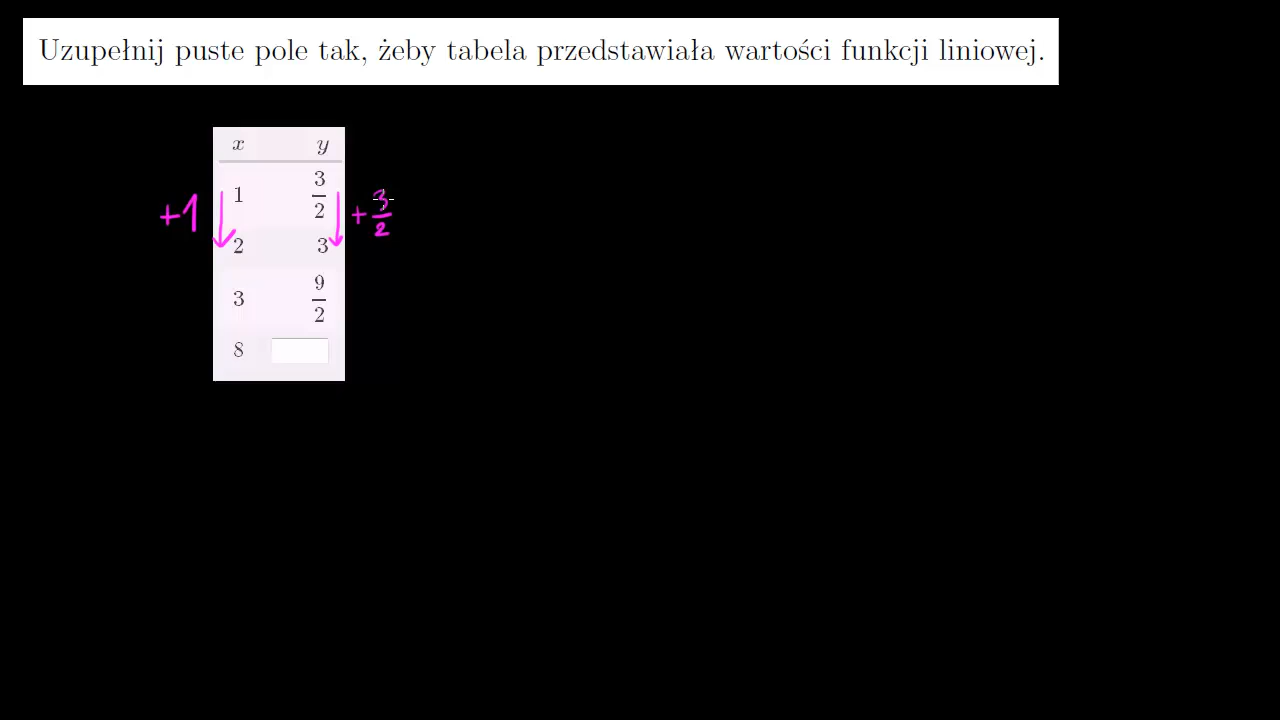 Uzupełnij puste pole tak, żeby tabela przedstawiała wartości funkcji liniowej.
x y
1 3/2
+1 +3/2
2 3
3 9/2
8